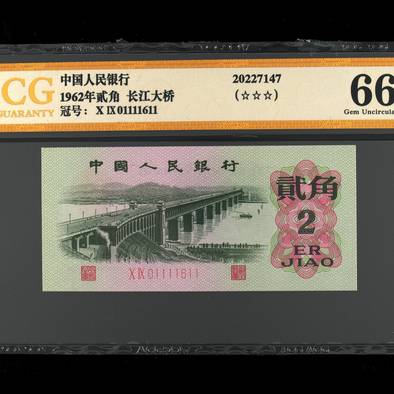 CG
GUARANTY
中国人民银行
1962年贰角 长江大桥
冠号： X IX 01111611
20227147
(☆☆☆)
66
Gem Uncircula
中國人民銀行
貳角
2
ER
JIAO
X IX 01111611